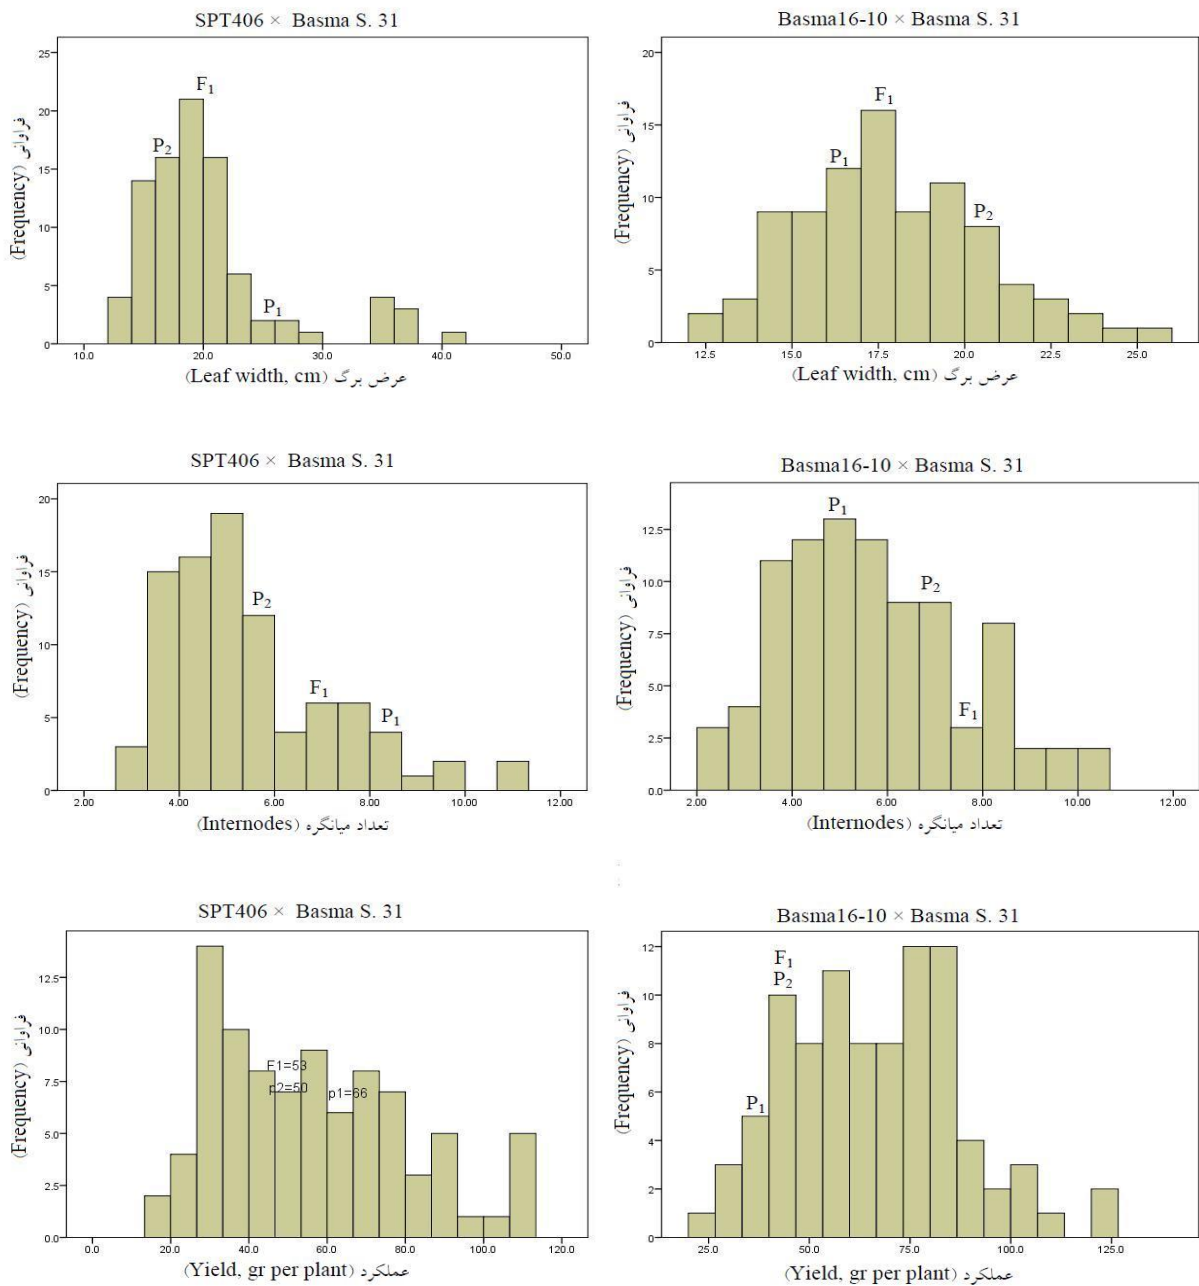 SPT406 × Basma S. 31
25
20
15
10
5
0
فراوانی (Frequency)
F1
P2
P1
10.0 20.0 30.0 40.0 50.0
عرض برگ (Leaf width, cm)
Basma16-10 × Basma S. 31
20
15
10
5
0
فراوانی (Frequency)
F1
P1
P2
12.5 15.0 17.5 20.0 22.5 25.0
عرض برگ (Leaf width, cm)
SPT406 × Basma S. 31
20
15
10
5
0
فراوانی (Frequency)
P2
F1
P1
2.00 4.00 6.00 8.00 10.00 12.00
تعداد میانگره (Internodes)
Basma16-10 × Basma S. 31
12.5
10.0
7.5
5.0
2.5
0.0
فراوانی (Frequency)
P1
P2
F1
2.00 4.00 6.00 8.00 10.00 12.00
تعداد میانگره (Internodes)
SPT406 × Basma S. 31
12.5
10.0
7.5
5.0
2.5
0.0
فراوانی (Frequency)
F1=53
p2=50
p1=66
0.0 20.0 40.0 60.0 80.0 100.0 120.0
عملکرد (Yield, gr per plant)
Basma16-10 × Basma S. 31
12
10
8
6
4
2
0
فراوانی (Frequency)
F1
P2
P1
25.0 50.0 75.0 100.0 125.0
عملکرد (Yield, gr per plant)